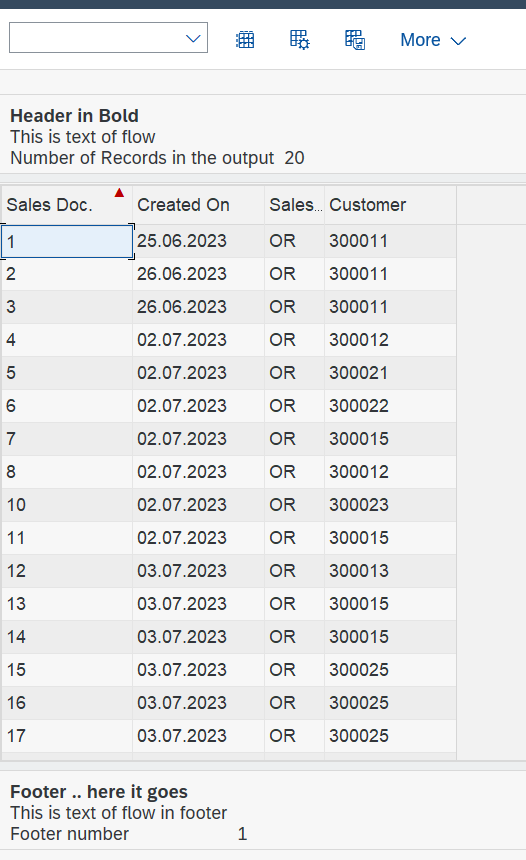 More
Header in Bold
This is text of flow
Number of Records in the output 20
Sales Doc. Created On Sales... Customer
1 25.06.2023 OR 300011
2 26.06.2023 OR 300011
3 26.06.2023 OR 300011
4 02.07.2023 OR 300012
5 02.07.2023 OR 300021
6 02.07.2023 OR 300022
7 02.07.2023 OR 300015
8 02.07.2023 OR 300012
10 02.07.2023 OR 300023
11 02.07.2023 OR 300015
12 03.07.2023 OR 300013
13 03.07.2023 OR 300015
14 03.07.2023 OR 300015
15 03.07.2023 OR 300025
16 03.07.2023 OR 300025
17 03.07.2023 OR 300025
Footer .. here it goes
This is text of flow in footer
Footer number 1